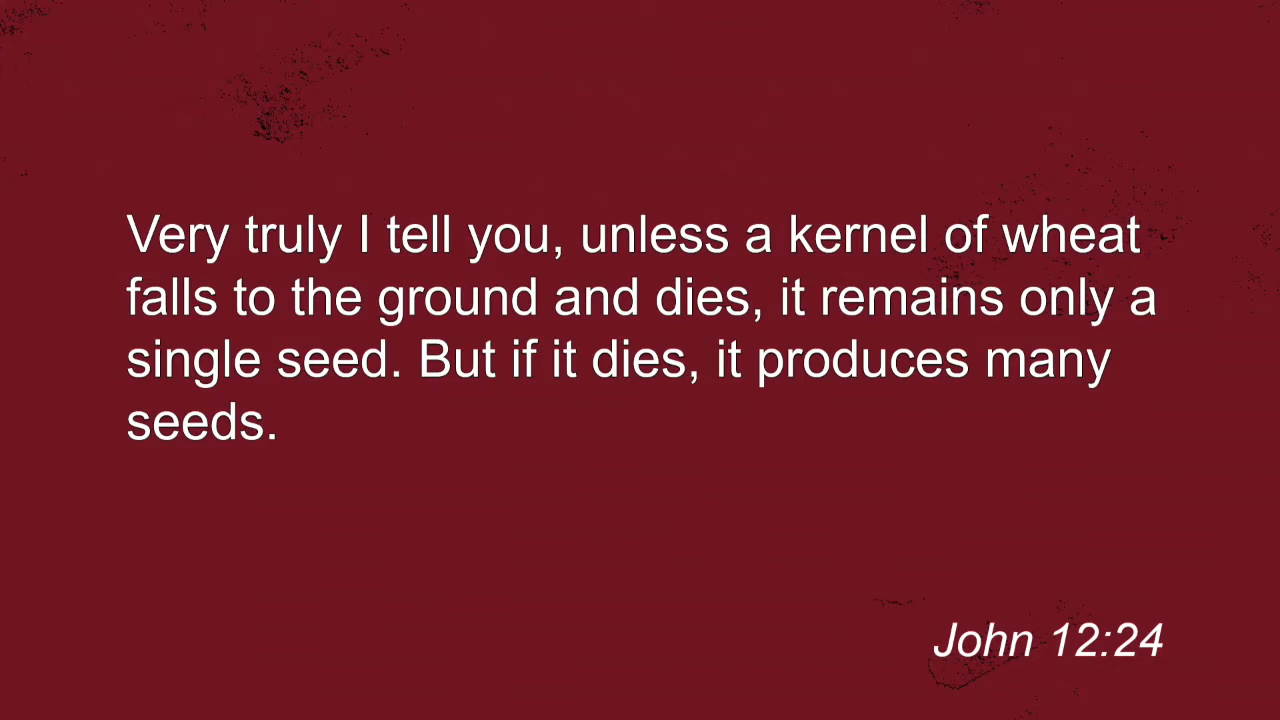 Very truly I tell you, unless a kernel of wheat
falls to the ground and dies, it remains only a
single seed. But if it dies, it produces many
seeds.
John 12:24